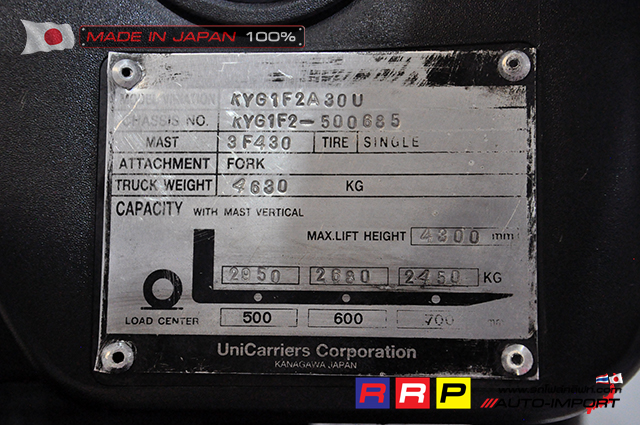 MADE IN JAPAN 100%
MODEL VARIATION KYG1F2A30U
CHASSIS NO. KYG1F2-500685
MAST 3F430 TIRE SINGLE
ATTACHMENT FORK
TRUCK WEIGHT 4630 KG
CAPACITY WITH MAST VERTICAL
MAX.LIFT HEIGHT 4300 mm
2950 2680 2450 KG
LOAD CENTER 500 600 700
UniCarriers Corporation
KANAGAWA JAPAN
RRP
AUTO-IMPORT